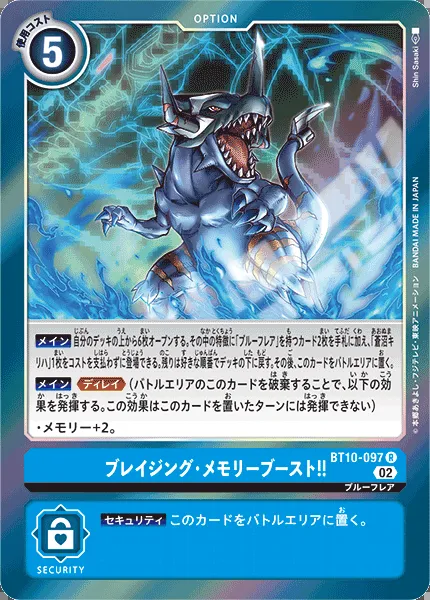 OPTION
使用コスト
5
Shin Sasaki
BANDAI MADE IN JAPAN
©本郷あきよし・フジテレビ・東映アニメーション
メイン 自分のデッキの上から6枚オープンする。その中の特徴に「ブルーフレア」を持つカード2枚を手札に加え、「蒼沼キ
リハ」1枚をコストを支払わずに登場できる。残りは好きな順番でデッキの下に戻す。その後、このカードをバトルエリアに置く。
メイン ディレイ (バトルエリアのこのカードを破棄することで、以下の効
果を発揮する。この効果はこのカードを置いたターンには発揮できない)
・メモリー+2。
ブレイジング・メモリーブースト!!
BT10-097 R
02
ブルーフレア
セキュリティ このカードをバトルエリアに置く。
SECURITY